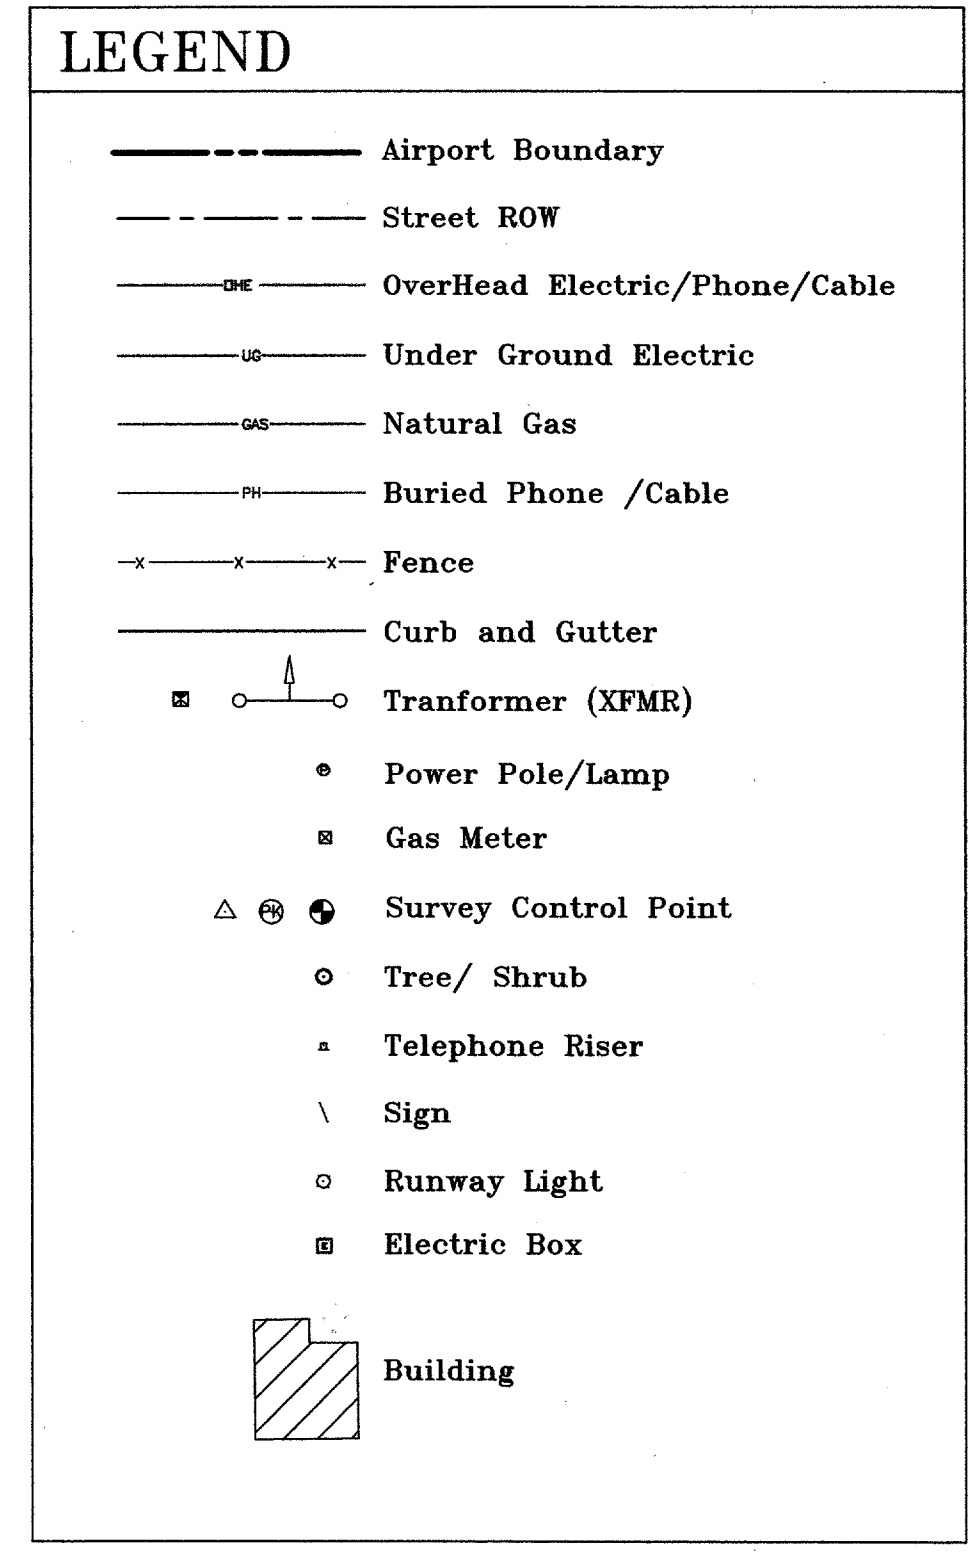 LEGEND
Airport Boundary
Street ROW
OHE OverHead Electric/Phone/Cable
UG Under Ground Electric
GAS Natural Gas
PH Buried Phone /Cable
x x x Fence
Curb and Gutter
Tranformer (XFMR)
P Power Pole/Lamp
Gas Meter
PK Survey Control Point
Tree/ Shrub
Telephone Riser
Sign
Runway Light
E Electric Box
Building